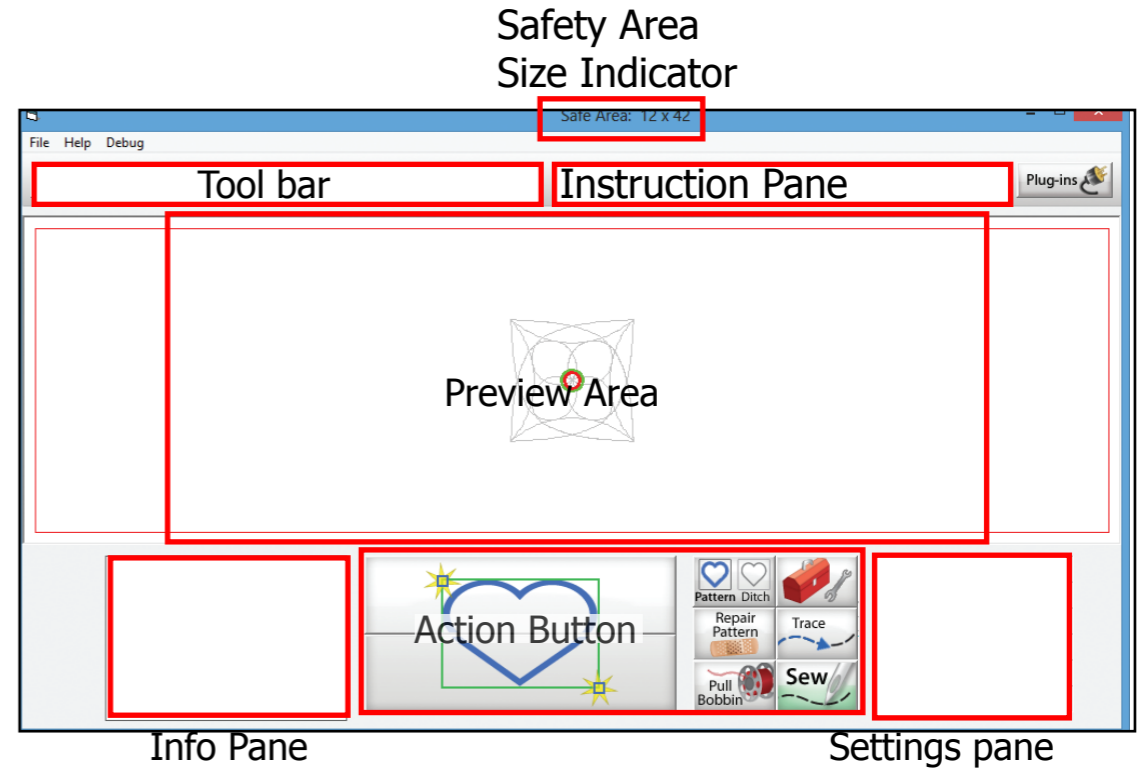 Safety Area
Size Indicator
Safe Area: 12 x 42
File Help Debug
Tool bar
Instruction Pane
Plug-ins
Preview Area
Action Button
Pattern Ditch
Repair
Pattern
Trace
Pull
Bobbin
Sew
Info Pane
Settings pane